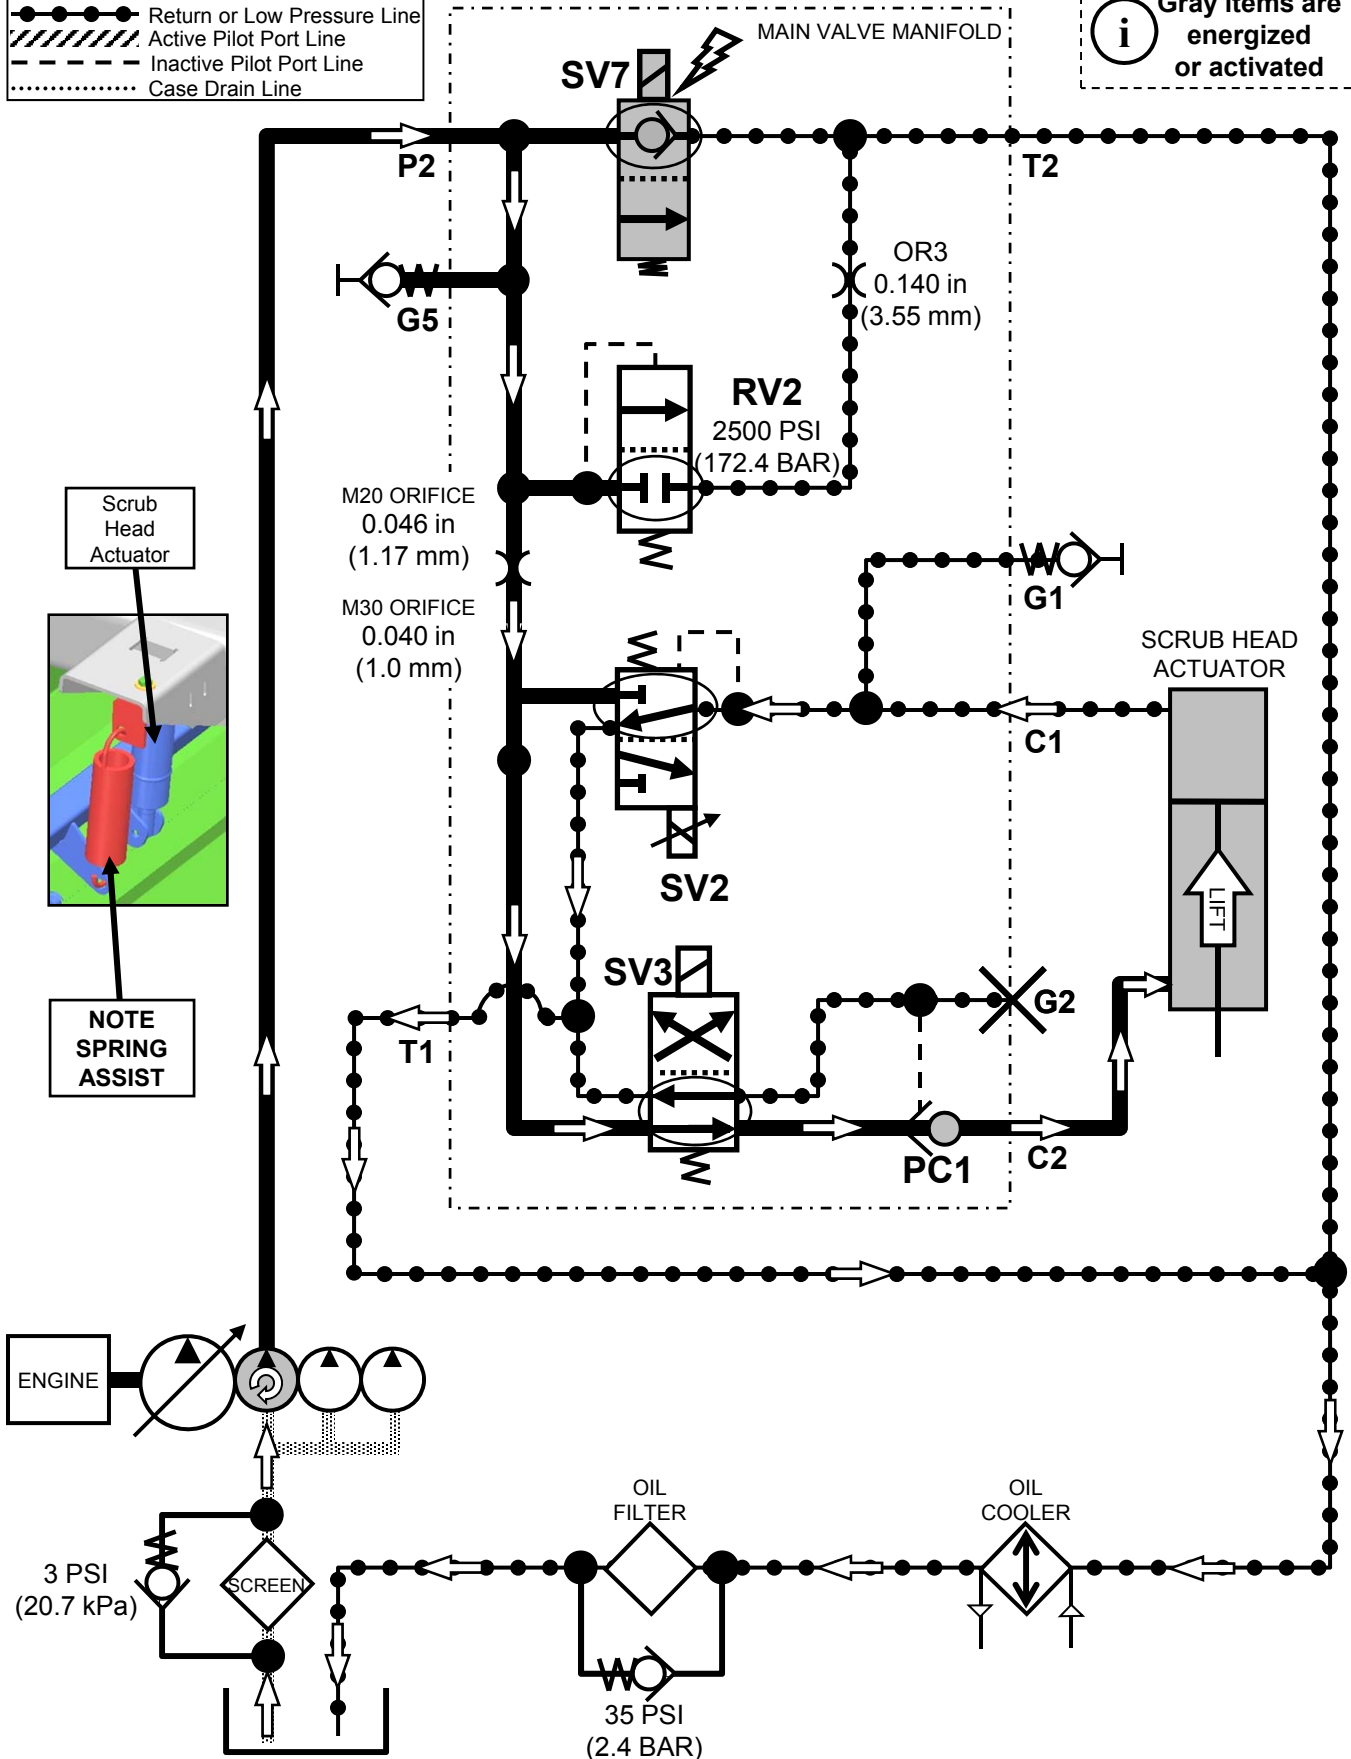 Return or Low Pressure Line
Active Pilot Port Line
Inactive Pilot Port Line
Case Drain Line
MAIN VALVE MANIFOLD
Gray items are
energized
or activated
i
SV7
P2
T2
G5
OR3
0.140 in
(3.55 mm)
RV2
2500 PSI
(172.4 BAR)
M20 ORIFICE
0.046 in
(1.17 mm)
M30 ORIFICE
0.040 in
(1.0 mm)
Scrub
Head
Actuator
G1
SCRUB HEAD
ACTUATOR
C1
SV2
LIFT
SV3
G2
NOTE
SPRING
ASSIST
T1
PC1
C2
ENGINE
OIL
FILTER
OIL
COOLER
3 PSI
(20.7 kPa)
SCREEN
35 PSI
(2.4 BAR)